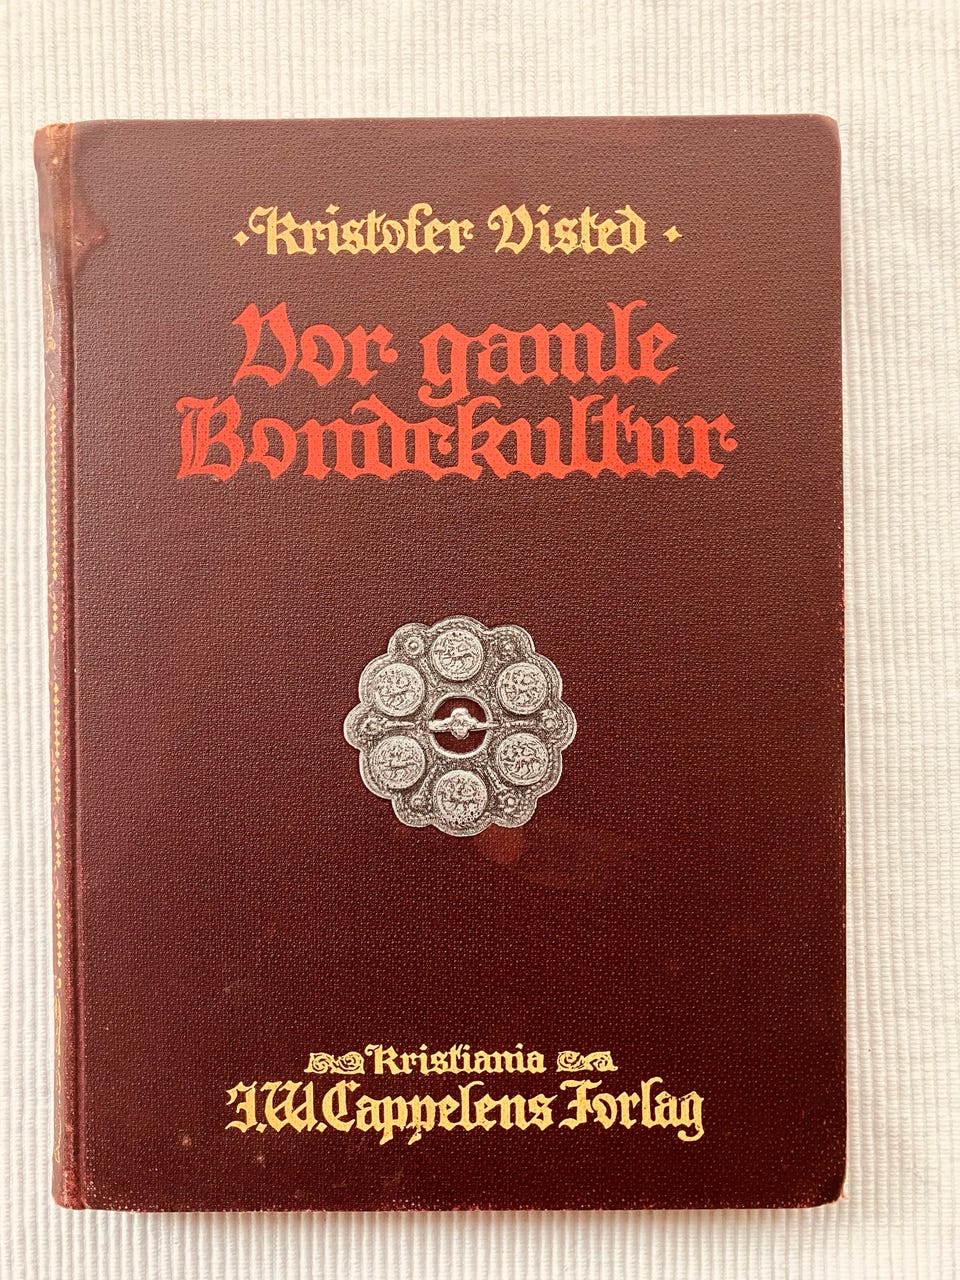 Kristofer Visted
Vor gamle
Bondekultur
Kristiania
J.W. Cappelens Forlag